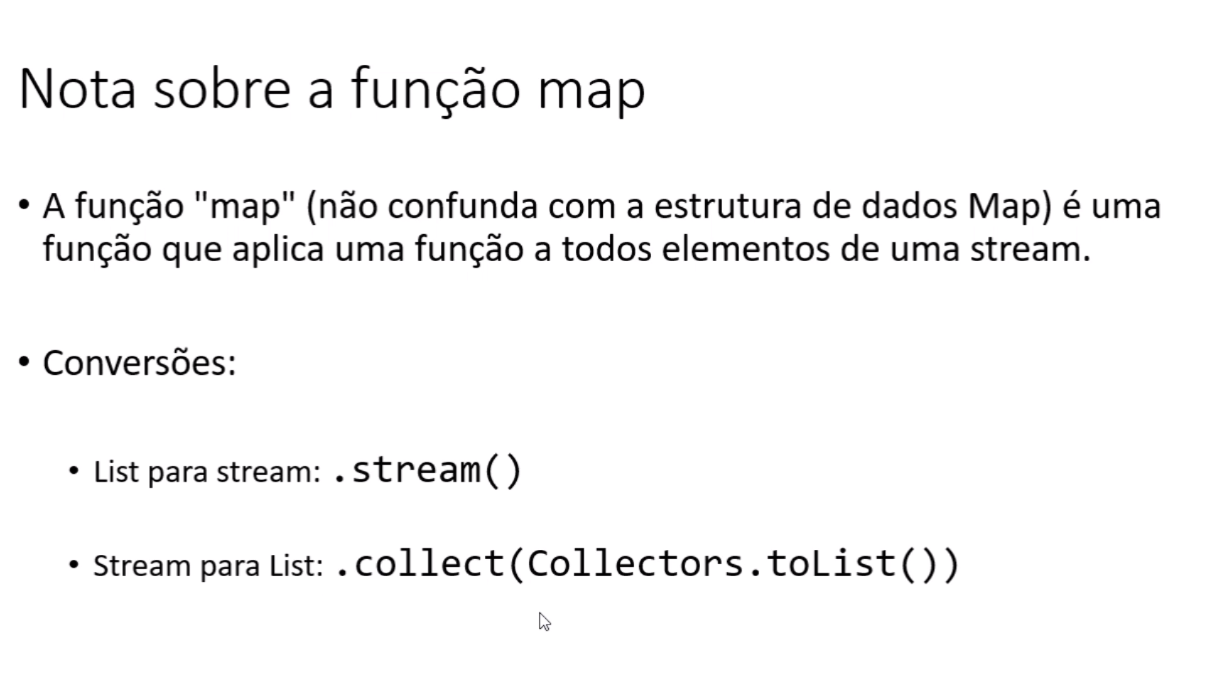 Nota sobre a função map
• A função "map" (não confunda com a estrutura de dados Map) é uma
função que aplica uma função a todos elementos de uma stream.
• Conversões:
• List para stream: .stream()
• Stream para List: .collect(Collectors.toList())